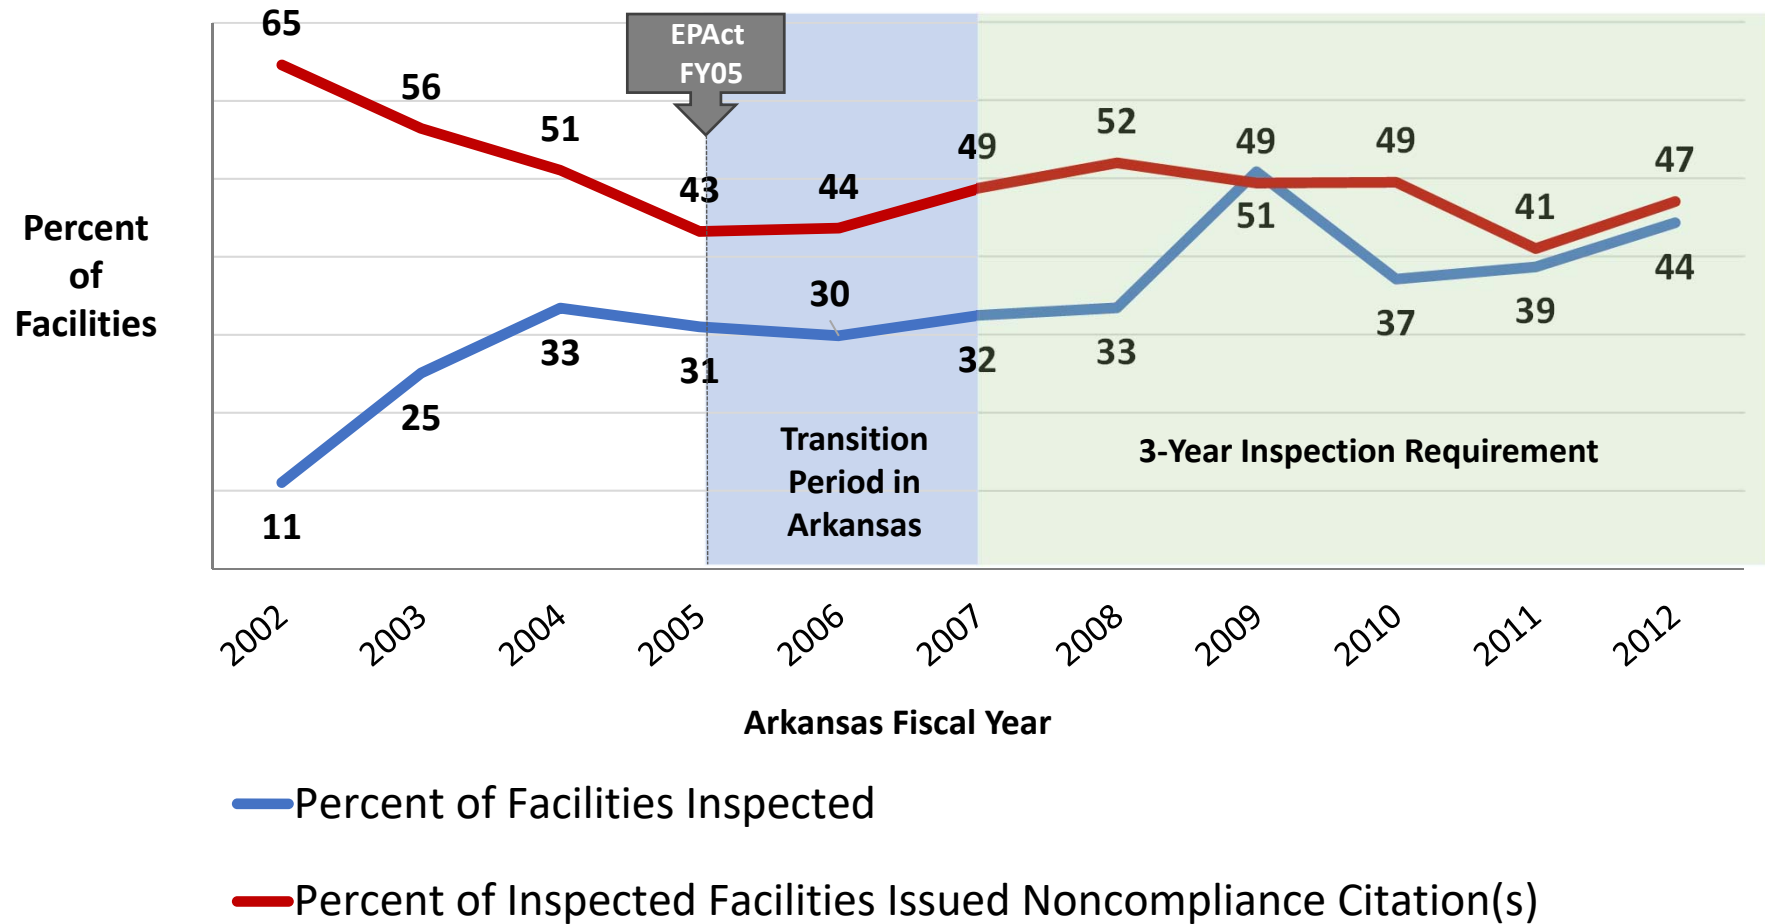 65
56
51
43
44
49
52
49
49
41
47
EPAct
FY05
Percent
of
Facilities
11
25
33
31
30
32
33
51
37
39
44
Transition
Period in
Arkansas
3-Year Inspection Requirement
2002
2003
2004
2005
2006
2007
2008
2009
2010
2011
2012
Arkansas Fiscal Year
Percent of Facilities Inspected
Percent of Inspected Facilities Issued Noncompliance Citation(s)